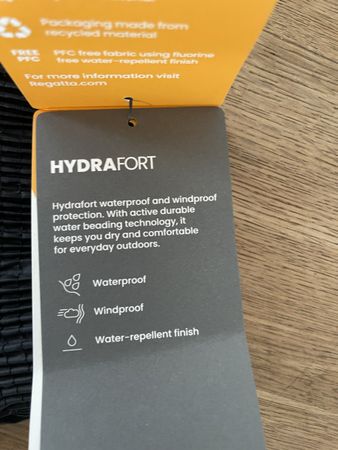 Packaging made from
recycled material
FREE PFC PFC free fabric using fluorine
free water-repellent finish
For more information visit
Regatta.com
HYDRAFORT
Hydrafort waterproof and windproof
protection. With active durable
water beading technology, it
keeps you dry and comfortable
for everyday outdoors.
Waterproof
Windproof
Water-repellent finish